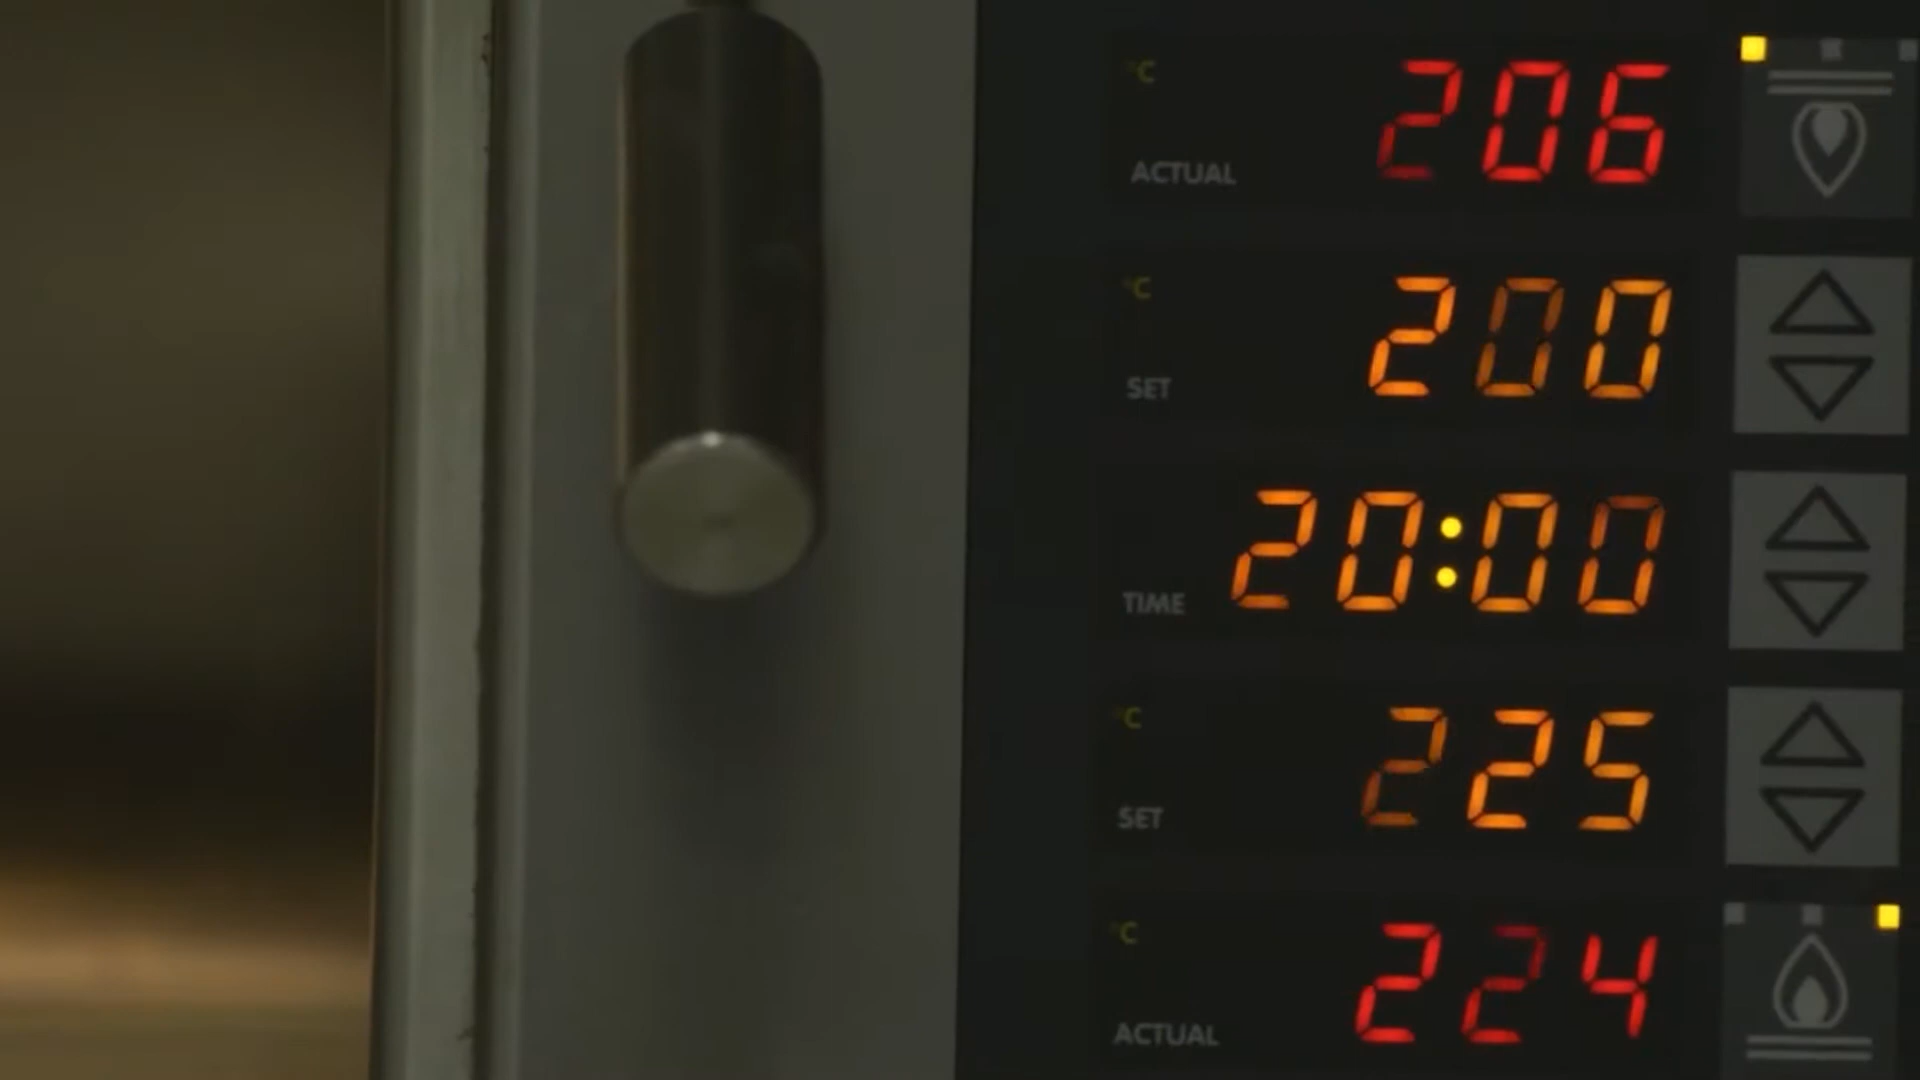 °C 206
ACTUAL
°C 200
SET
20:00
TIME
°C 225
SET
°C 224
ACTUAL